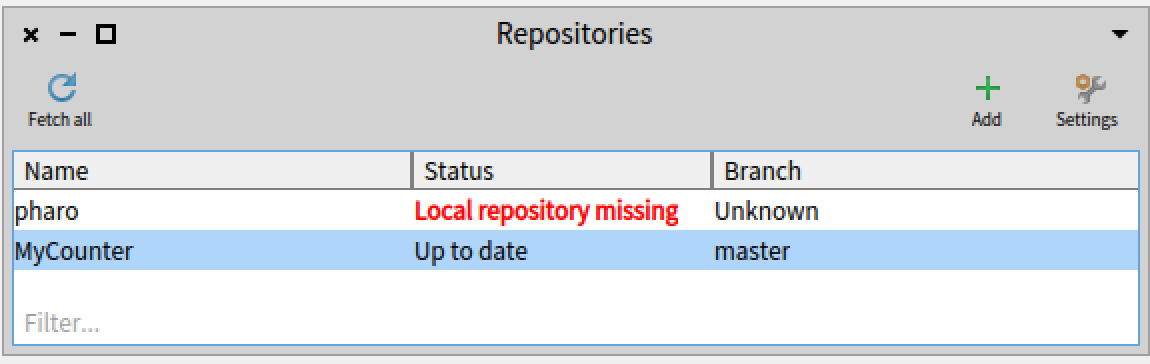 Repositories
Fetch all Add Settings
Name Status Branch
pharo Local repository missing Unknown
MyCounter Up to date master
Filter...